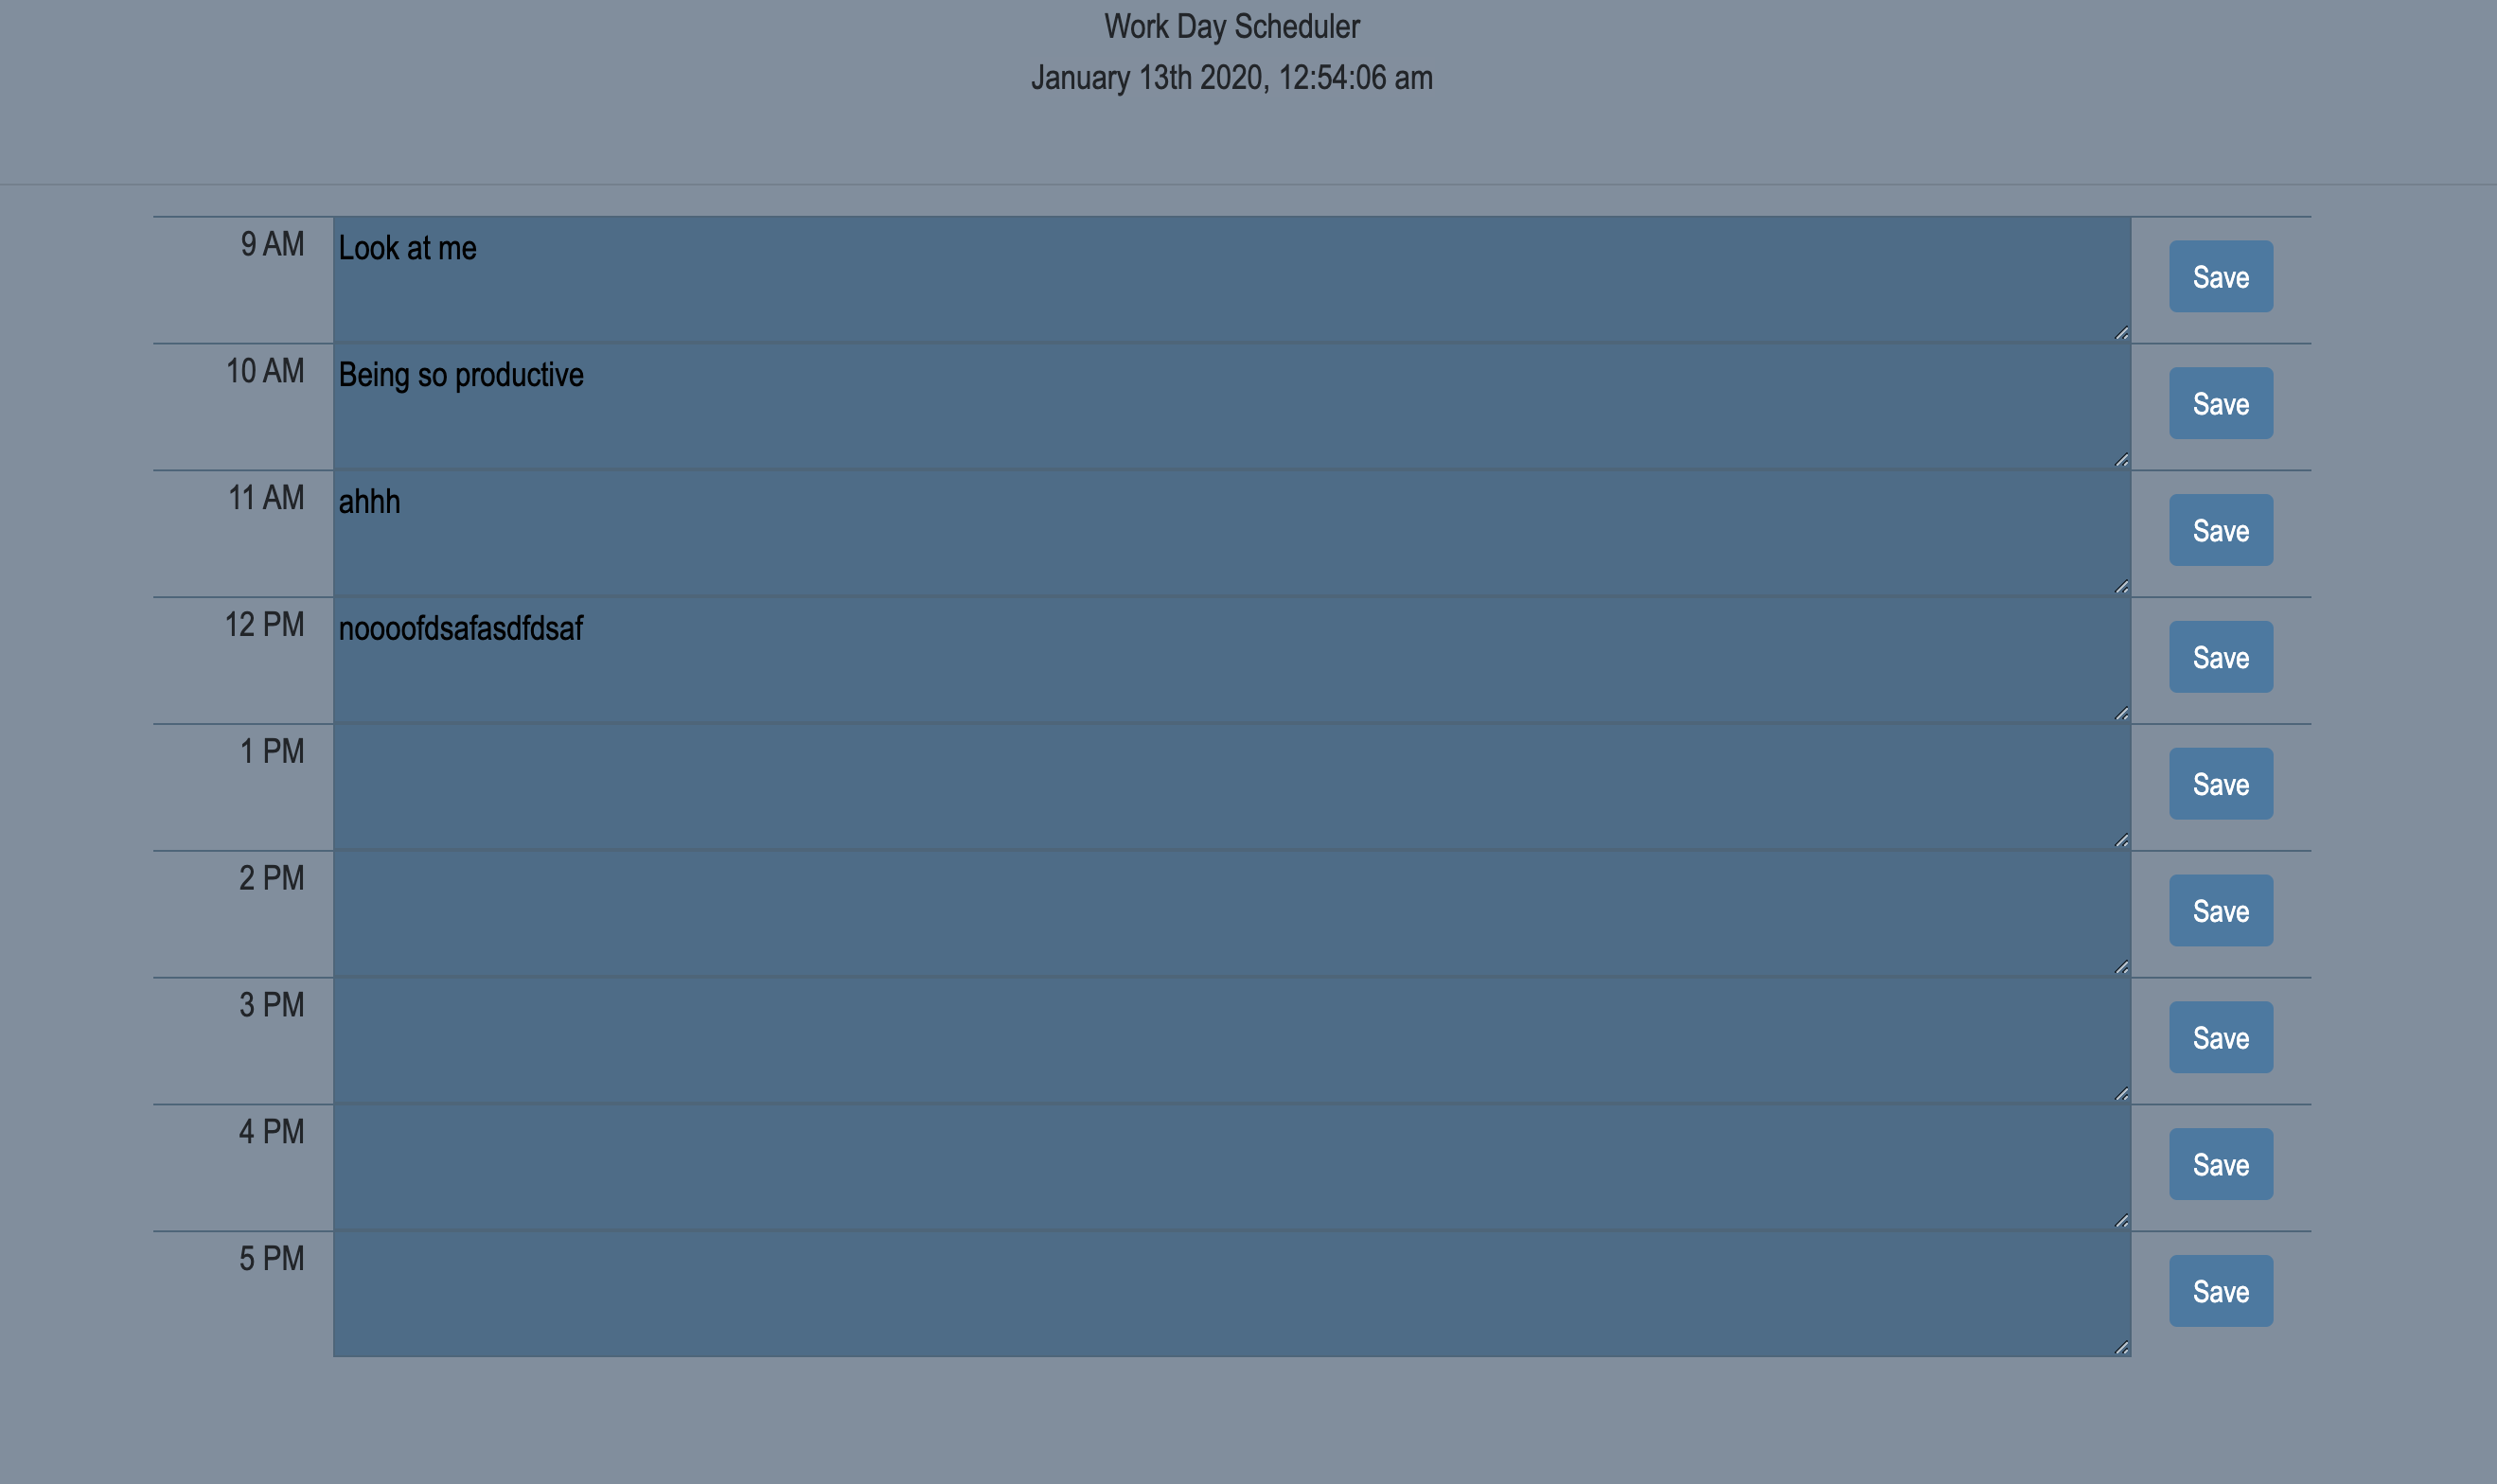 Work Day Scheduler
January 13th 2020, 12:54:06 am
9 AM Look at me Save
10 AM Being so productive Save
11 AM ahhh Save
12 PM noooofdsafasdfdsaf Save
1 PM Save
2 PM Save
3 PM Save
4 PM Save
5 PM Save